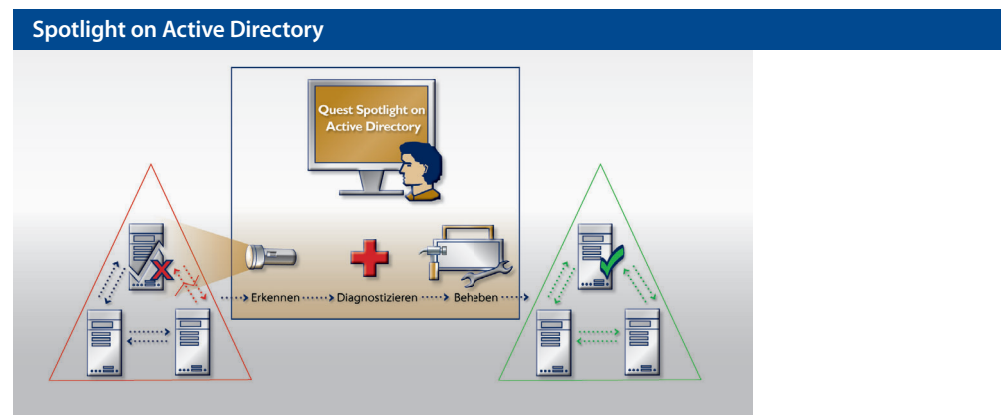 Spotlight on Active Directory
Quest Spotlight on
Active Directory
Erkennen Diagnostizieren Beheben